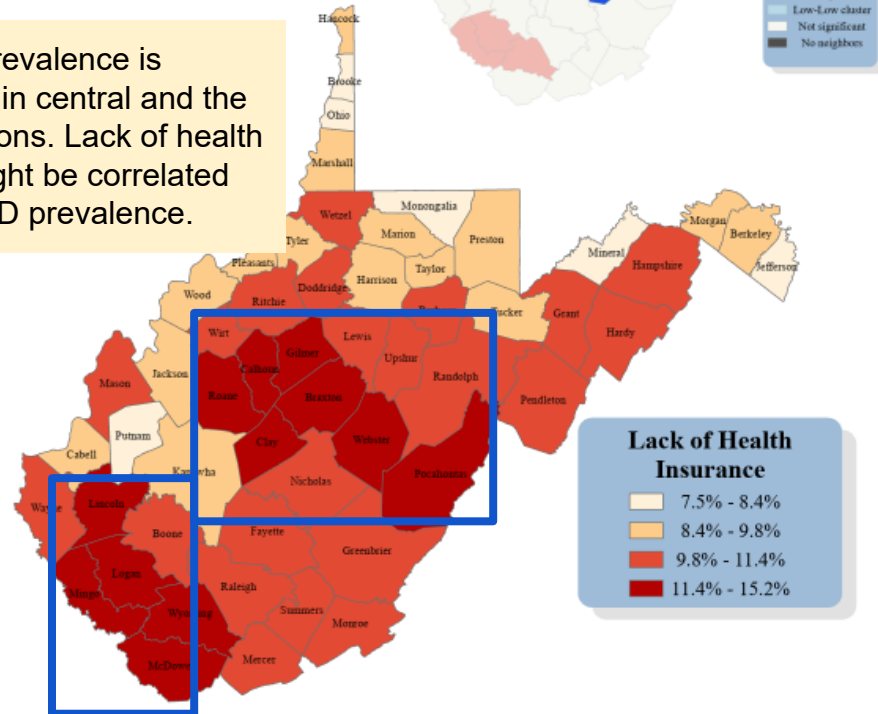 revalence is
in central and the
ons. Lack of health
ght be correlated
D prevalence.
Low-Low cluster
Not significant
No neighbors
Hancock
Brooke
Ohio
Marshall
Wetzel
Monongalia
Tyler
Marion
Preston
Morgan
Berkeley
Jefferson
Mineral
Hampshire
Pleasants
Taylor
Harrison
Doddridge
Wood
Ritchie
Tucker
Grant
Hardy
Wirt
Lewis
Gilmer
Upshur
Calhoun
Randolph
Jackson
Mason
Roane
Braxton
Pendleton
Putnam
Clay
Webster
Cabell
Kanawha
Pocahontas
Nicholas
Wayne
Lincoln
Boone
Fayette
Greenbrier
Logan
Raleigh
Mingo
Wyoming
Summers
Monroe
McDowell
Mercer
Lack of Health
Insurance
7.5% - 8.4%
8.4% - 9.8%
9.8% - 11.4%
11.4% - 15.2%